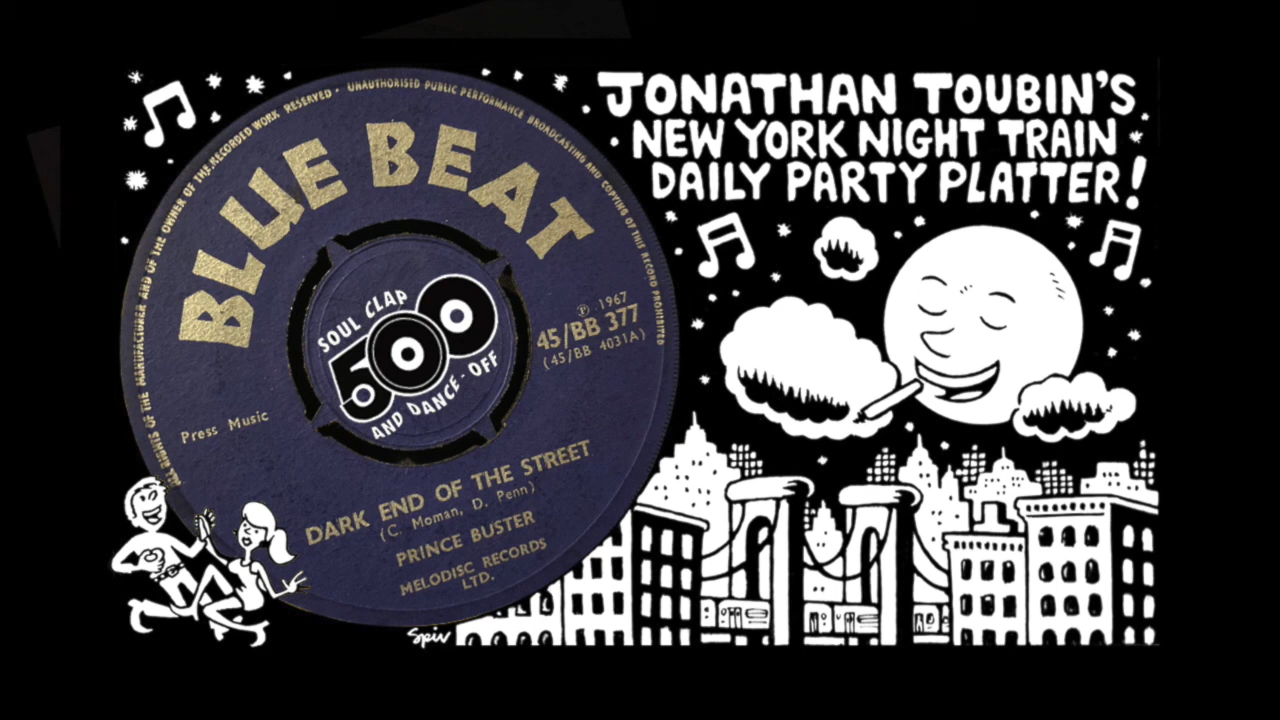 JONATHAN TOUBIN'S
NEW YORK NIGHT TRAIN
DAILY PARTY PLATTER!
ALL RIGHTS OF THE MANUFACTURER AND OF THE OWNER OF THE RECORDED WORK RESERVED • UNAUTHORISED PUBLIC PERFORMANCE BROADCASTING AND COPYING OF THIS RECORD PROHIBITED
BLUE BEAT
SOUL CLAP
500
AND DANCE-OFF
℗ 1967
45/BB 377
(45/BB 4031A)
Press Music
DARK END OF THE STREET
(C. Moman, D. Penn)
PRINCE BUSTER
MELODISC RECORDS
LTD.
Spiv